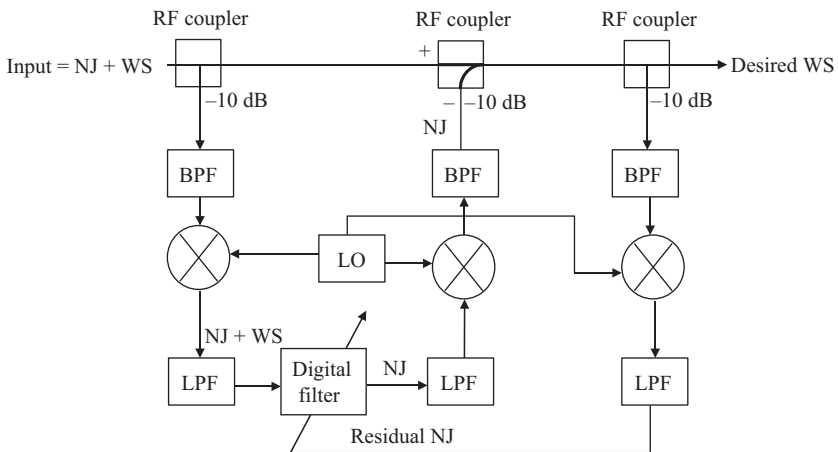 RF coupler
RF coupler
RF coupler
Input = NJ + WS
+
Desired WS
–10 dB
– –10 dB
–10 dB
NJ
BPF
BPF
BPF
LO
NJ + WS
LPF
Digital
filter
NJ
LPF
LPF
Residual NJ